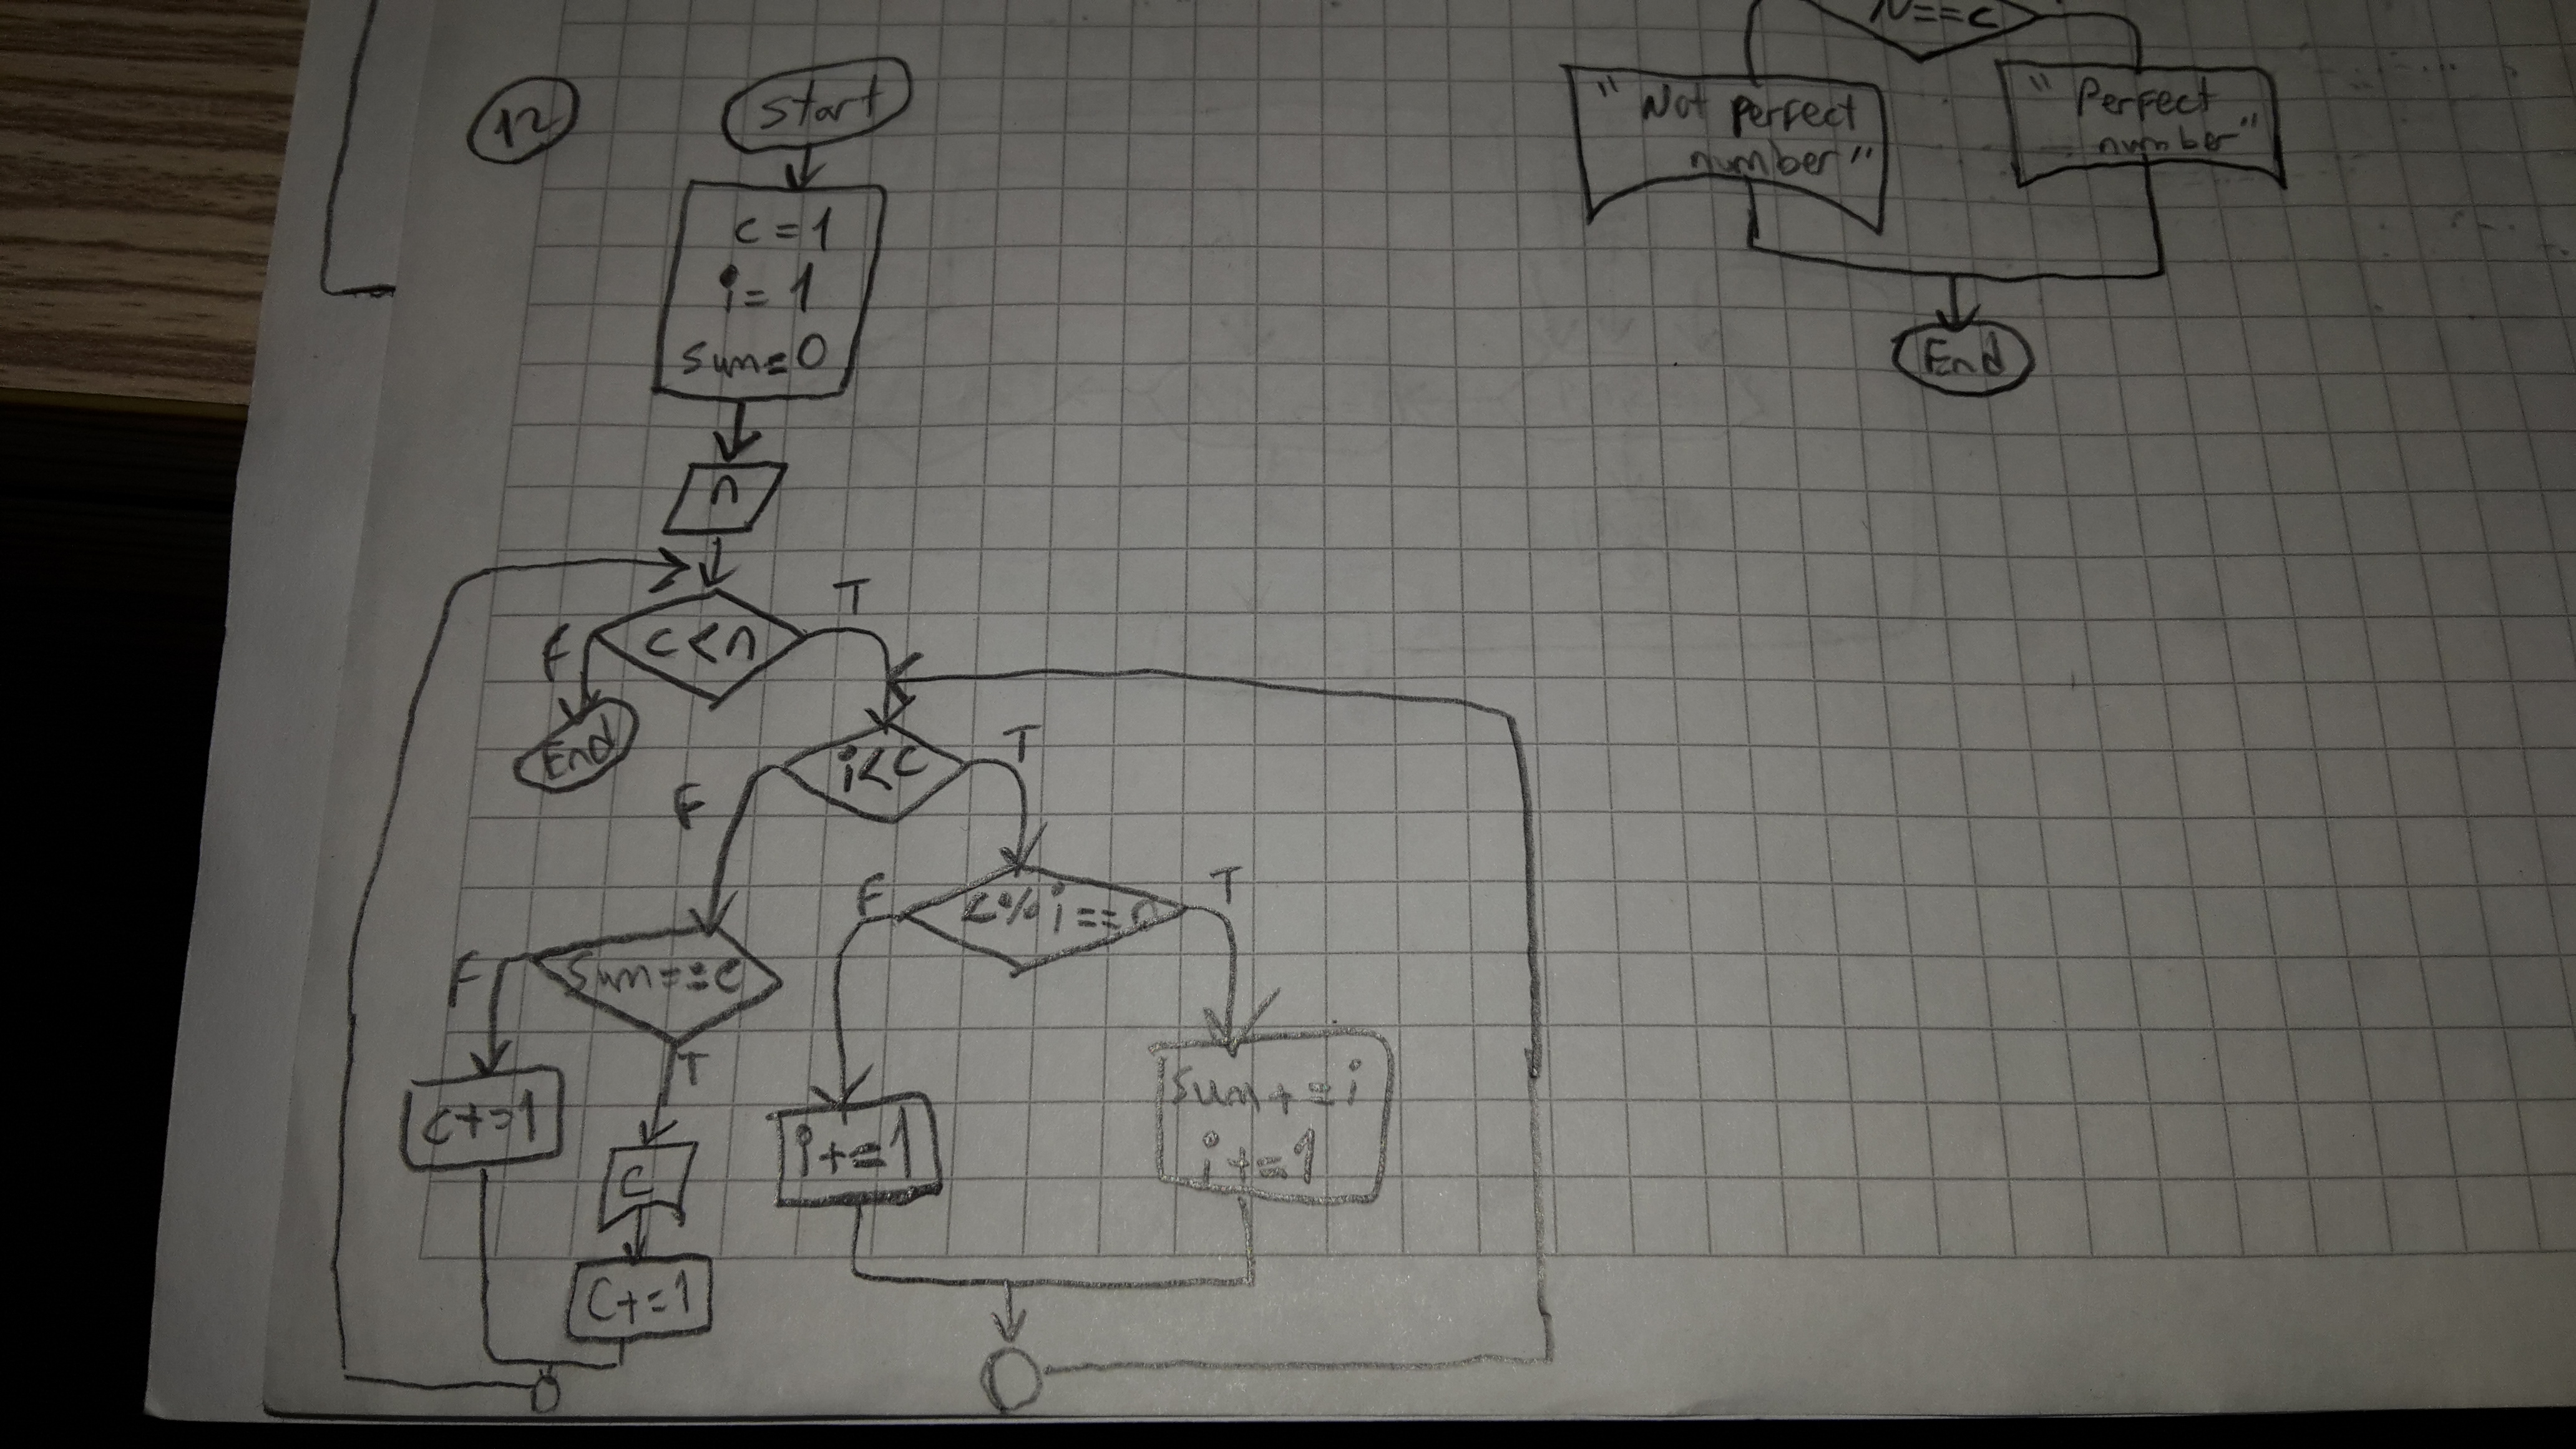 12
start
c=1
i=1
sum=0
n
c<n
T
F
End
i<c
T
F
c%i==n
F
T
sum==c
F
T
c+=1
c
c+=1
i+=1
sum+=i
i+=1
N==c
"Not perfect
number"
"Perfect
number"
End